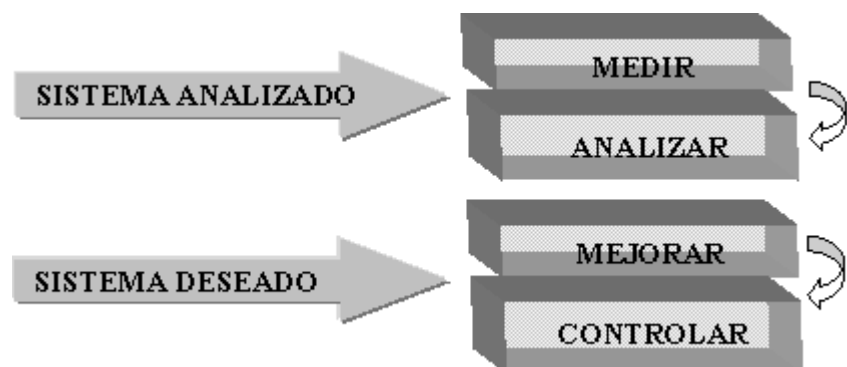 MEDIR
SISTEMA ANALIZADO
ANALIZAR
MEJORAR
SISTEMA DESEADO
CONTROLAR